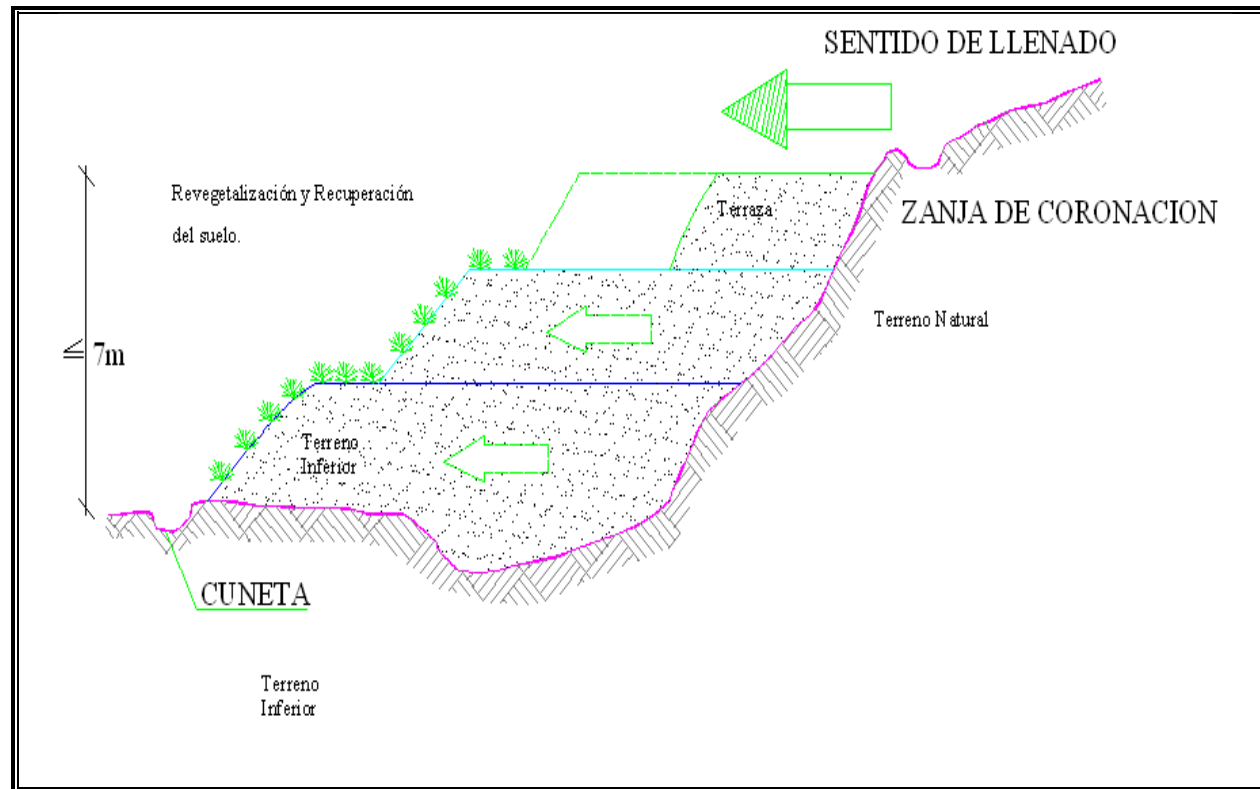 SENTIDO DE LLENADO
Revegetalización y Recuperación
del suelo.
Terraza
ZANJA DE CORONACION
Terreno Natural
≤ 7m
Terreno
Inferior
CUNETA
Terreno
Inferior